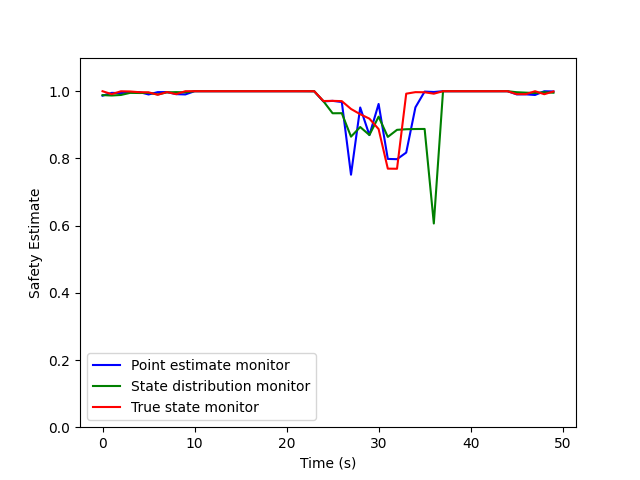 1.0
0.8
0.6
0.4
0.2
0.0
Safety Estimate
Point estimate monitor
State distribution monitor
True state monitor
0 10 20 30 40 50
Time (s)